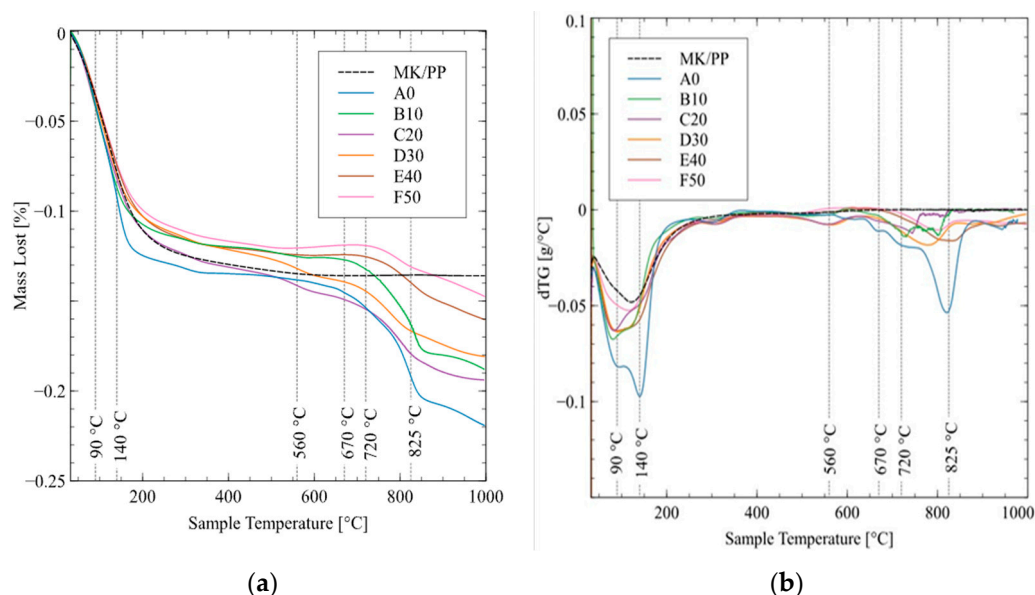 a)
b)
0
−0.05
−0.1
−0.15
−0.2
−0.25
Mass Lost [%]
MK/PP
A0
B10
C20
D30
E40
F50
90 °C
140 °C
560 °C
670 °C
720 °C
825 °C
200 400 600 800 1000
Sample Temperature [°C]
(a)
0.1
0.05
0
−0.05
−0.1
dTG [g/°C]
MK/PP
A0
B10
C20
D30
E40
F50
90 °C
140 °C
560 °C
670 °C
720 °C
825 °C
200 400 600 800 1000
Sample Temperature [°C]
(b)